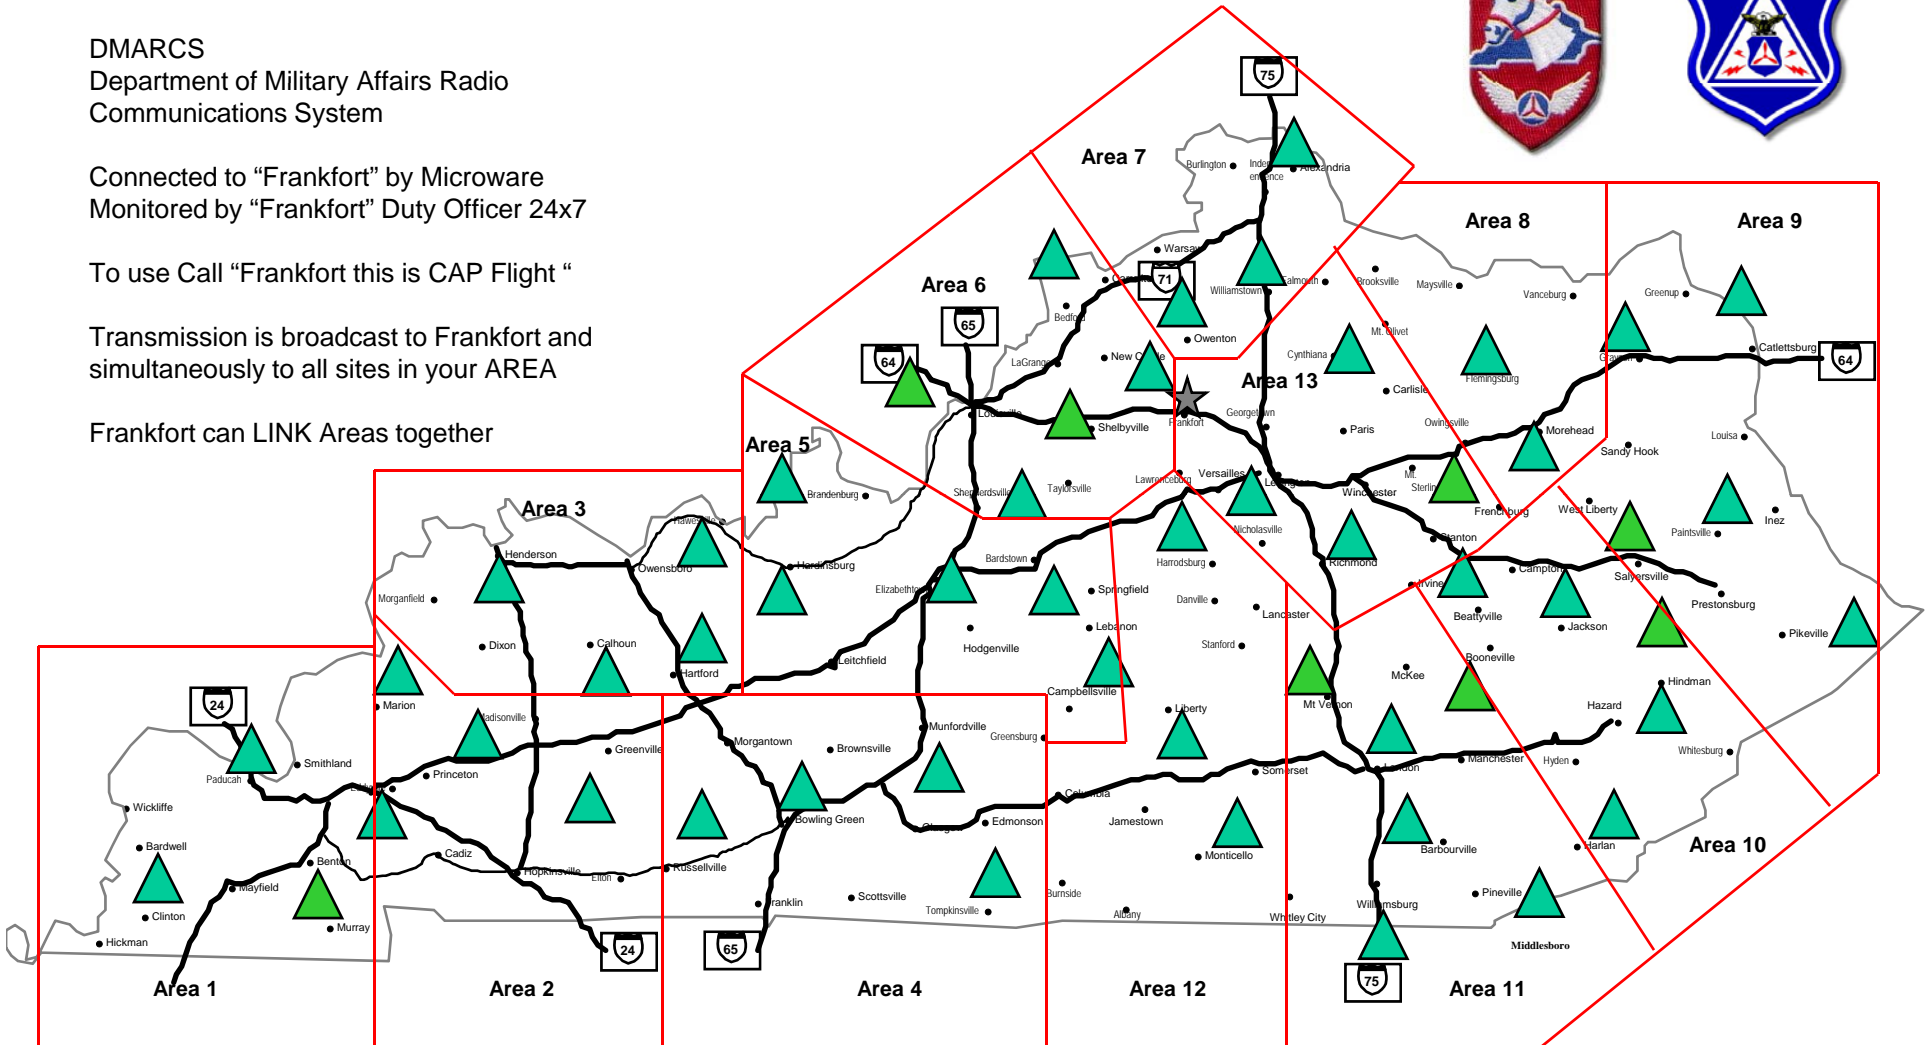 DMARCS
Department of Military Affairs Radio
Communications System
Connected to “Frankfort” by Microware
Monitored by “Frankfort” Duty Officer 24x7
To use Call “Frankfort this is CAP Flight “
Transmission is broadcast to Frankfort and
simultaneously to all sites in your AREA
Frankfort can LINK Areas together
75
Area 7
Burlington
Alexandria
Area 8
Area 9
Warsaw
71
Area 6
Williamstown
Brooksville
Maysville
Vanceburg
Greenup
65
Bedford
Mt. Olivet
Owenton
Catlettsburg
64
64
LaGrange
Cynthiana
Flemingsburg
Area 13
Carlisle
Louisville
Shelbyville
Frankfort
Georgetown
Paris
Owingsville
Morehead
Louisa
Sandy Hook
Area 5
Brandenburg
Taylorsville
Lawrenceburg
Versailles
Winchester
Mt.
Frenchburg
West Liberty
Inez
Paintsville
Area 3
Hawesville
Nicholasville
Stanton
Henderson
Owensboro
Hardinsburg
Bardstown
Harrodsburg
Richmond
Campton
Salyersville
Prestonsburg
Morganfield
Springfield
Danville
Lancaster
Irvine
Beattyville
Jackson
Pikeville
Dixon
Calhoun
Hodgenville
Lebanon
Stanford
Booneville
Leitchfield
Hartford
McKee
Hindman
Marion
Campbellsville
Mt Vernon
Hazard
24
Madisonville
Liberty
Munfordville
Greensburg
Morgantown
Brownsville
Greenville
Whitesburg
Smithland
Paducah
Princeton
Somerset
London
Manchester
Hyden
Wickliffe
Columbia
Jamestown
Bowling Green
Glasgow
Edmonson
Bardwell
Cadiz
Monticello
Barbourville
Harlan
Area 10
Benton
Hopkinsville
Russellville
Mayfield
Burnside
Pineville
Franklin
Scottsville
Tompkinsville
Albany
Whitley City
Williamsburg
Clinton
Murray
Hickman
Middlesboro
24
65
75
Area 1
Area 2
Area 4
Area 12
Area 11